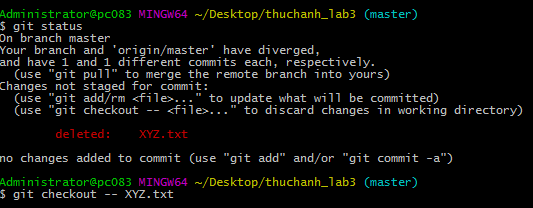 Administrator@pc083 MINGW64 ~/Desktop/thuchanh_lab3 (master)
$ git status
On branch master
Your branch and 'origin/master' have diverged,
and have 1 and 1 different commits each, respectively.
  (use "git pull" to merge the remote branch into yours)
Changes not staged for commit:
  (use "git add/rm <file>..." to update what will be committed)
  (use "git checkout -- <file>..." to discard changes in working directory)
        deleted:    XYZ.txt
no changes added to commit (use "git add" and/or "git commit -a")
Administrator@pc083 MINGW64 ~/Desktop/thuchanh_lab3 (master)
$ git checkout -- XYZ.txt